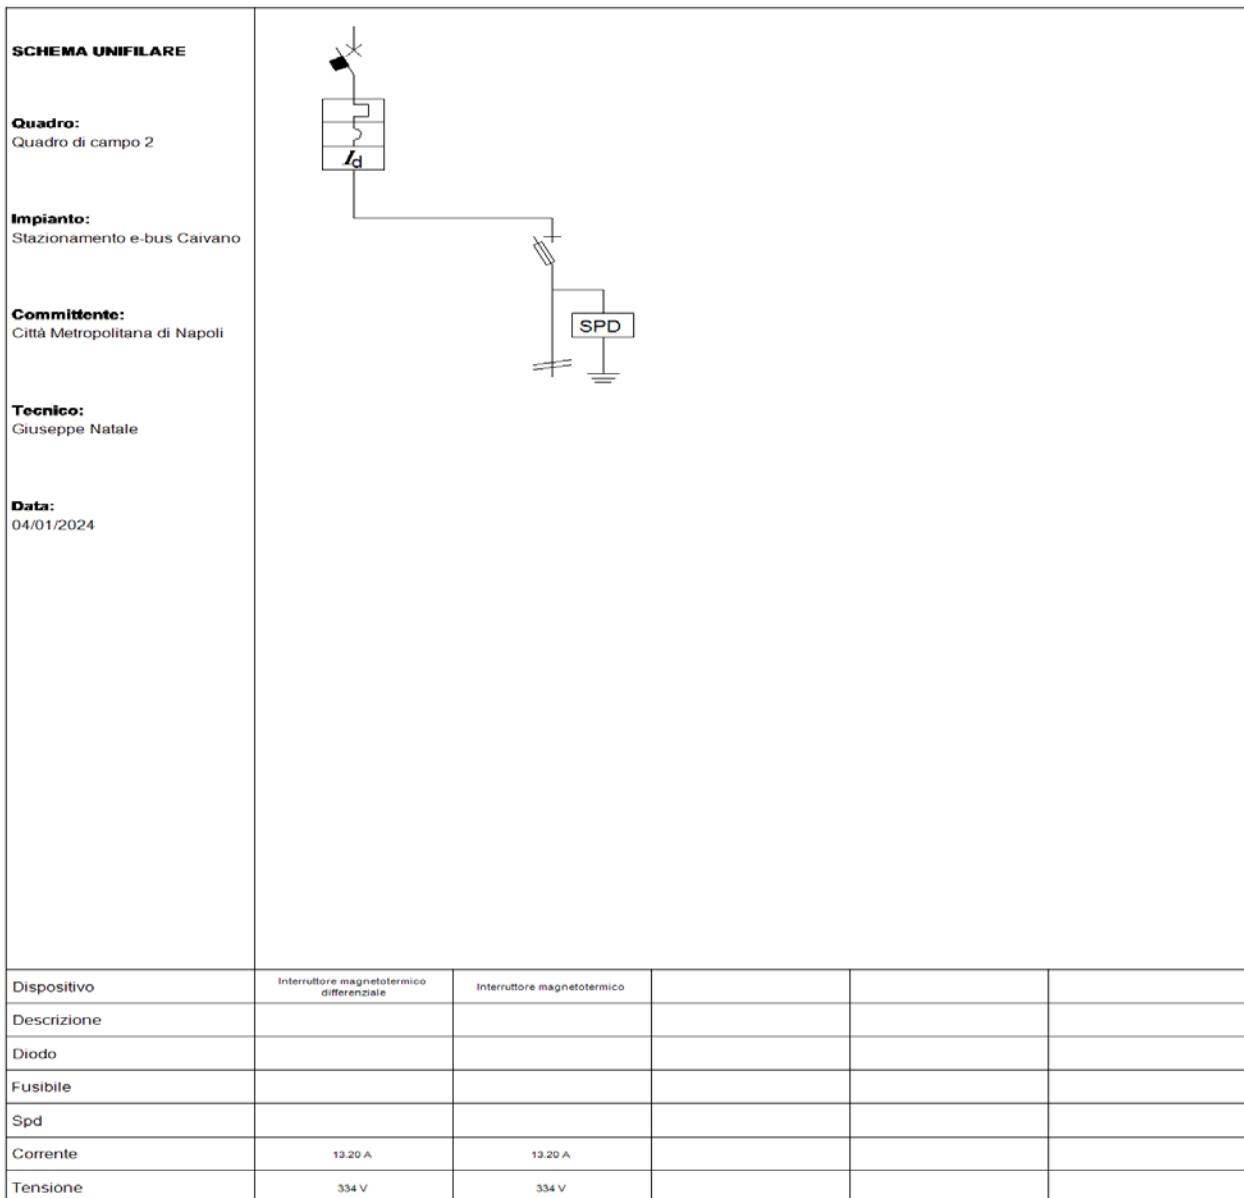 SCHEMA UNIFILARE
Quadro:
Quadro di campo 2
Impianto:
Stazionamento e-bus Caivano
Committente:
Città Metropolitana di Napoli
Tecnico:
Giuseppe Natale
Data:
04/01/2024
Id
SPD
Dispositivo
Interruttore magnetotermico
differenziale
Interruttore magnetotermico
Descrizione
Diodo
Fusibile
Spd
Corrente 13.20 A 13.20 A
Tensione 334 V 334 V